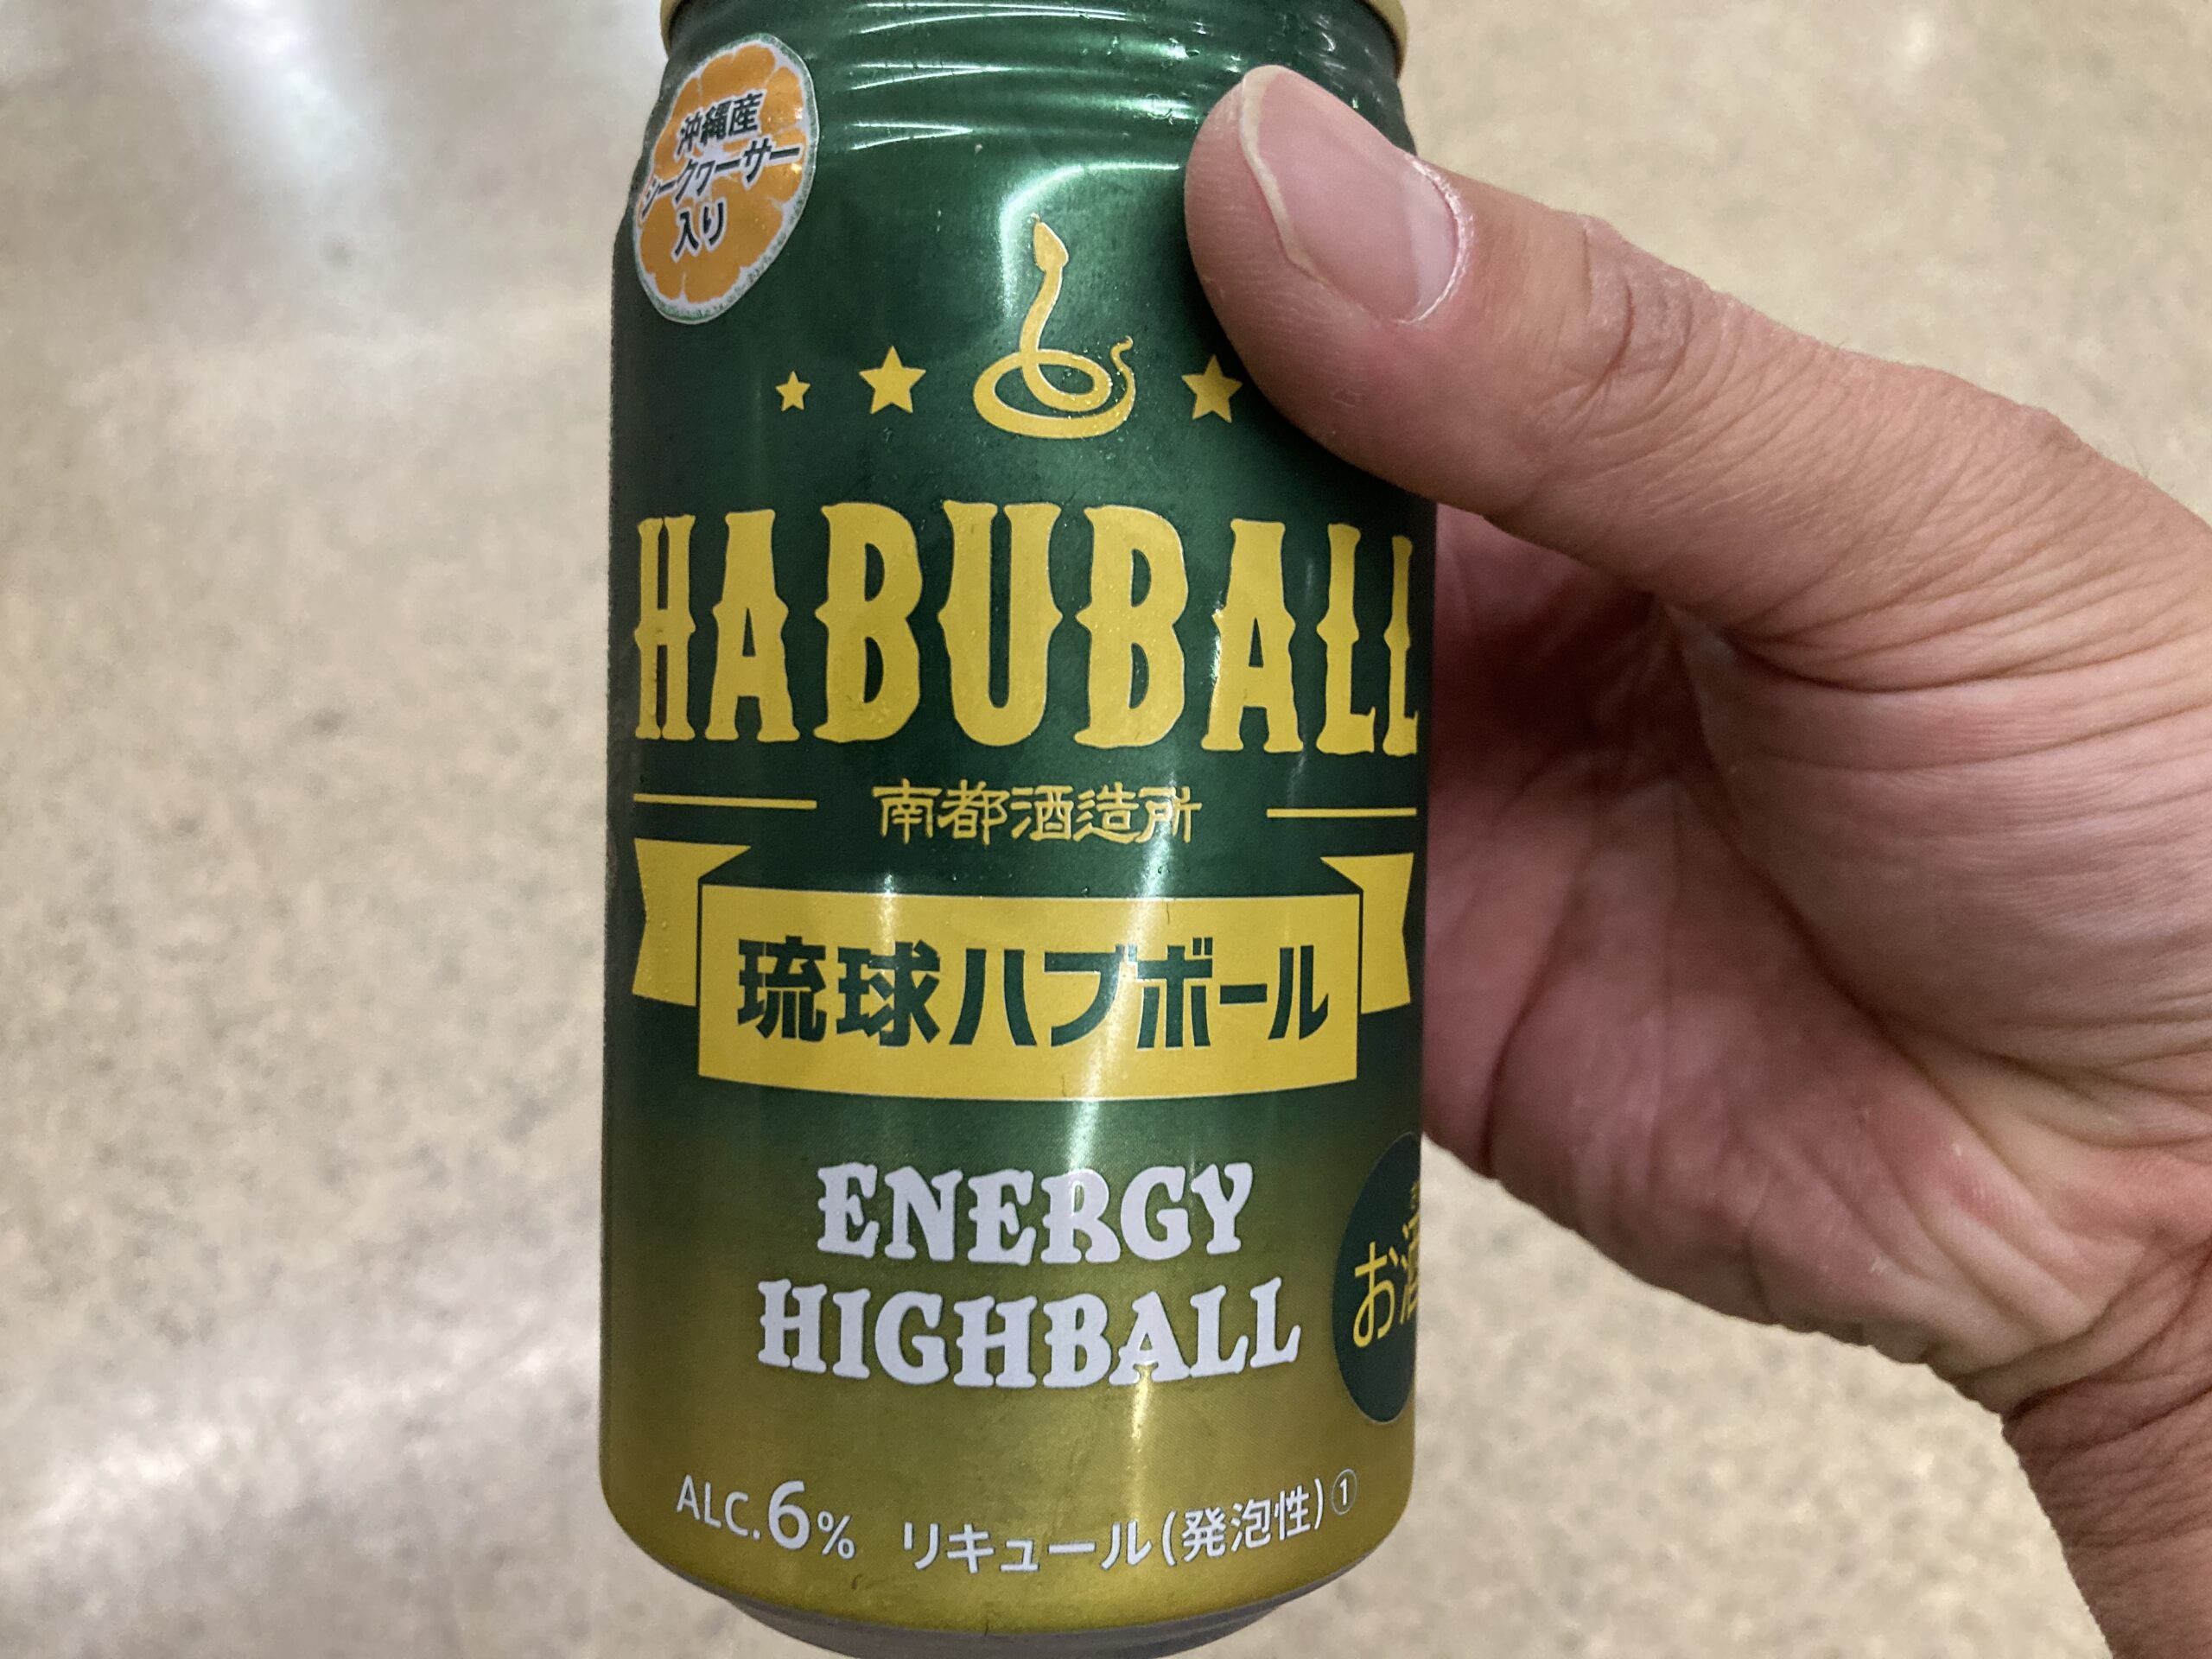 沖縄産
シークヮーサー
入り
HABUBALL
南都酒造所
琉球ハブボール
ENERGY
HIGHBALL
お酒
ALC.6% リキュール(発泡性)①